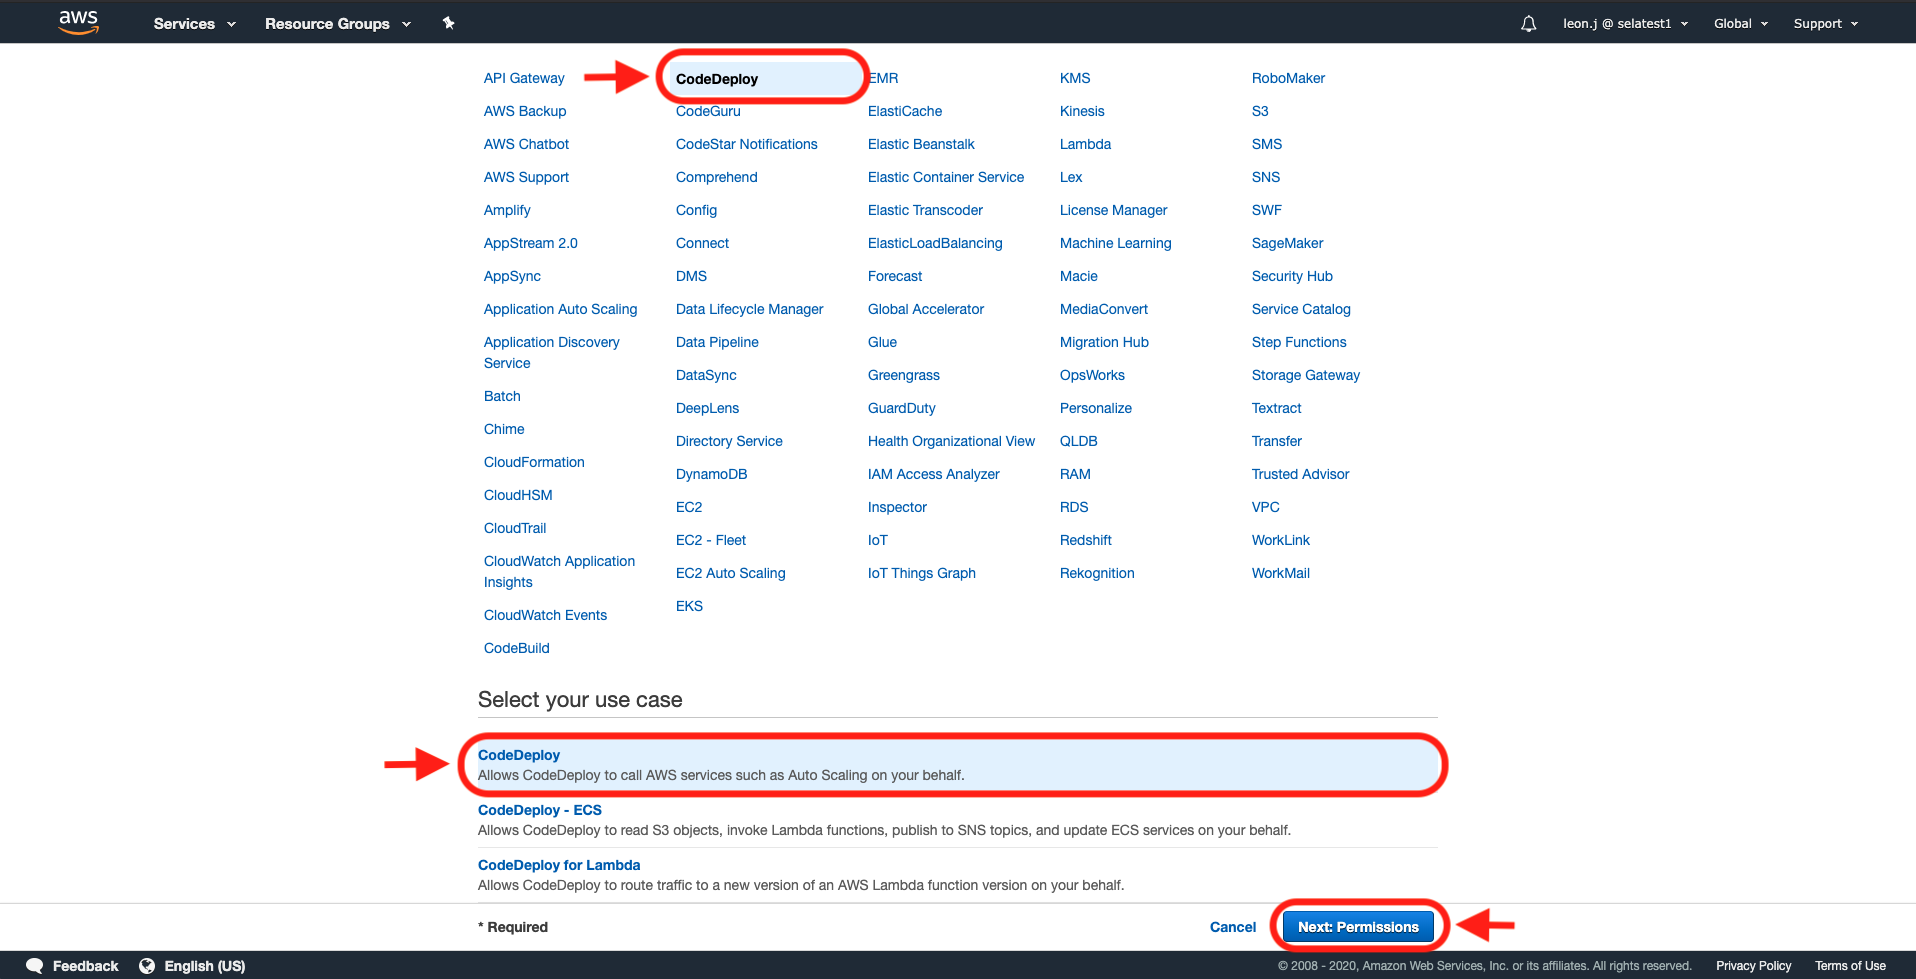 aws Services Resource Groups leon.j @ selatest1 Global Support
API Gateway CodeDeploy EMR KMS RoboMaker
AWS Backup CodeGuru ElastiCache Kinesis S3
AWS Chatbot CodeStar Notifications Elastic Beanstalk Lambda SMS
AWS Support Comprehend Elastic Container Service Lex SNS
Amplify Config Elastic Transcoder License Manager SWF
AppStream 2.0 Connect ElasticLoadBalancing Machine Learning SageMaker
AppSync DMS Forecast Macie Security Hub
Application Auto Scaling Data Lifecycle Manager Global Accelerator MediaConvert Service Catalog
Application Discovery Data Pipeline Glue Migration Hub Step Functions
Service
DataSync Greengrass OpsWorks Storage Gateway
Batch
DeepLens GuardDuty Personalize Textract
Chime
Directory Service Health Organizational View QLDB Transfer
CloudFormation
DynamoDB IAM Access Analyzer RAM Trusted Advisor
CloudHSM
EC2 Inspector RDS VPC
CloudTrail
EC2 - Fleet IoT Redshift WorkLink
CloudWatch Application
Insights
EC2 Auto Scaling IoT Things Graph Rekognition WorkMail
CloudWatch Events
EKS
CodeBuild
Select your use case
CodeDeploy
Allows CodeDeploy to call AWS services such as Auto Scaling on your behalf.
CodeDeploy - ECS
Allows CodeDeploy to read S3 objects, invoke Lambda functions, publish to SNS topics, and update ECS services on your behalf.
CodeDeploy for Lambda
Allows CodeDeploy to route traffic to a new version of an AWS Lambda function version on your behalf.
* Required Cancel Next: Permissions
Feedback English (US) © 2008 - 2020, Amazon Web Services, Inc. or its affiliates. All rights reserved. Privacy Policy Terms of Use